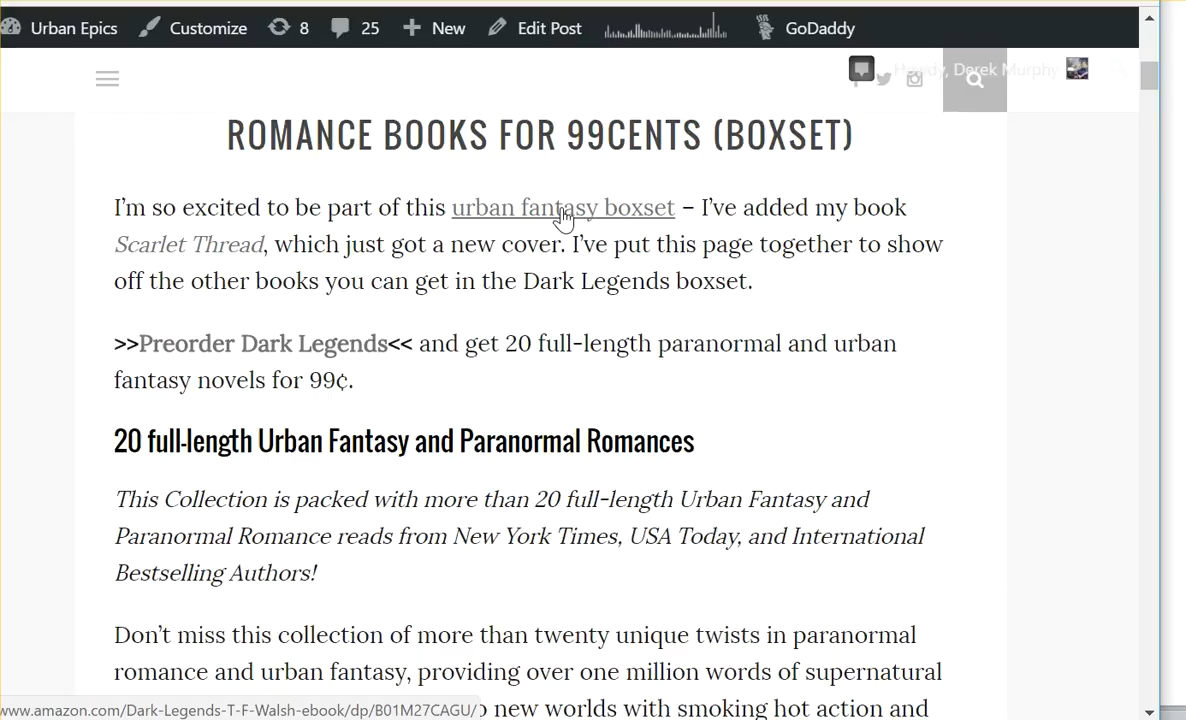 Urban Epics Customize 8 25 New Edit Post GoDaddy
Howdy, Derek Murphy
ROMANCE BOOKS FOR 99CENTS (BOXSET)
I’m so excited to be part of this urban fantasy boxset – I’ve added my book
Scarlet Thread, which just got a new cover. I’ve put this page together to show
off the other books you can get in the Dark Legends boxset.
>>Preorder Dark Legends<< and get 20 full-length paranormal and urban
fantasy novels for 99¢.
20 full-length Urban Fantasy and Paranormal Romances
This Collection is packed with more than 20 full-length Urban Fantasy and
Paranormal Romance reads from New York Times, USA Today, and International
Bestselling Authors!
Don’t miss this collection of more than twenty unique twists in paranormal
romance and urban fantasy, providing over one million words of supernatural
new worlds with smoking hot action and
www.amazon.com/Dark-Legends-T-F-Walsh-ebook/dp/B01M27CAGU/